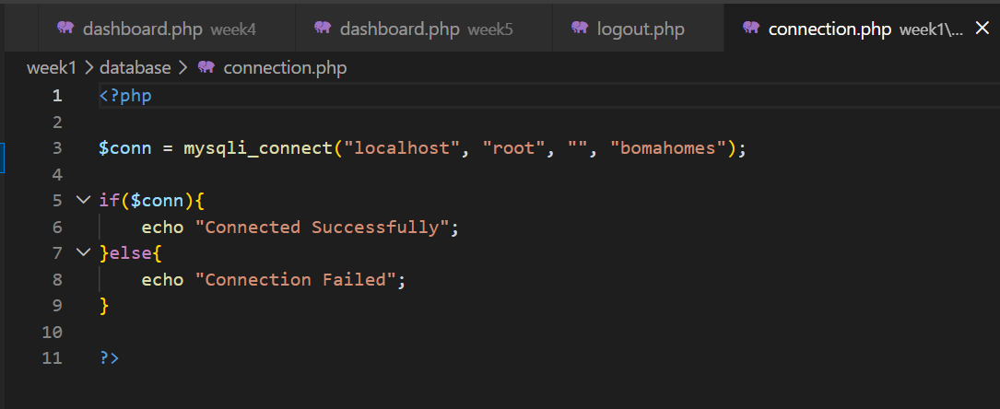 dashboard.php week4 dashboard.php week5 logout.php connection.php week1\...
week1 > database > connection.php
1 <?php
2
3 $conn = mysqli_connect("localhost", "root", "", "bomahomes");
4
5 if($conn){
6     echo "Connected Successfully";
7 }else{
8     echo "Connection Failed";
9 }
10
11 ?>